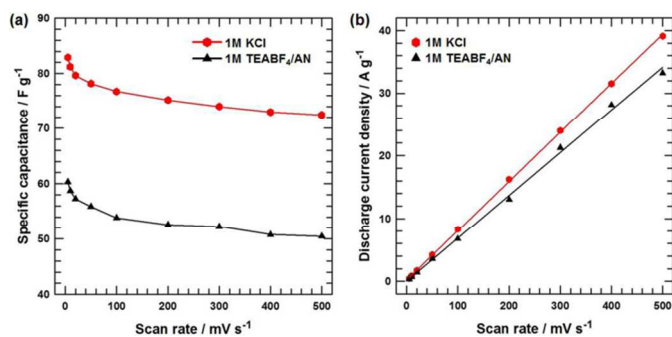 (a)
1M KCl
1M TEABF₄/AN
Specific capacitance / F g⁻¹
90
80
70
60
50
40
0 100 200 300 400 500
Scan rate / mV s⁻¹
(b)
1M KCl
1M TEABF₄/AN
Discharge current density / A g⁻¹
40
30
20
10
0
0 100 200 300 400 500
Scan rate / mV s⁻¹